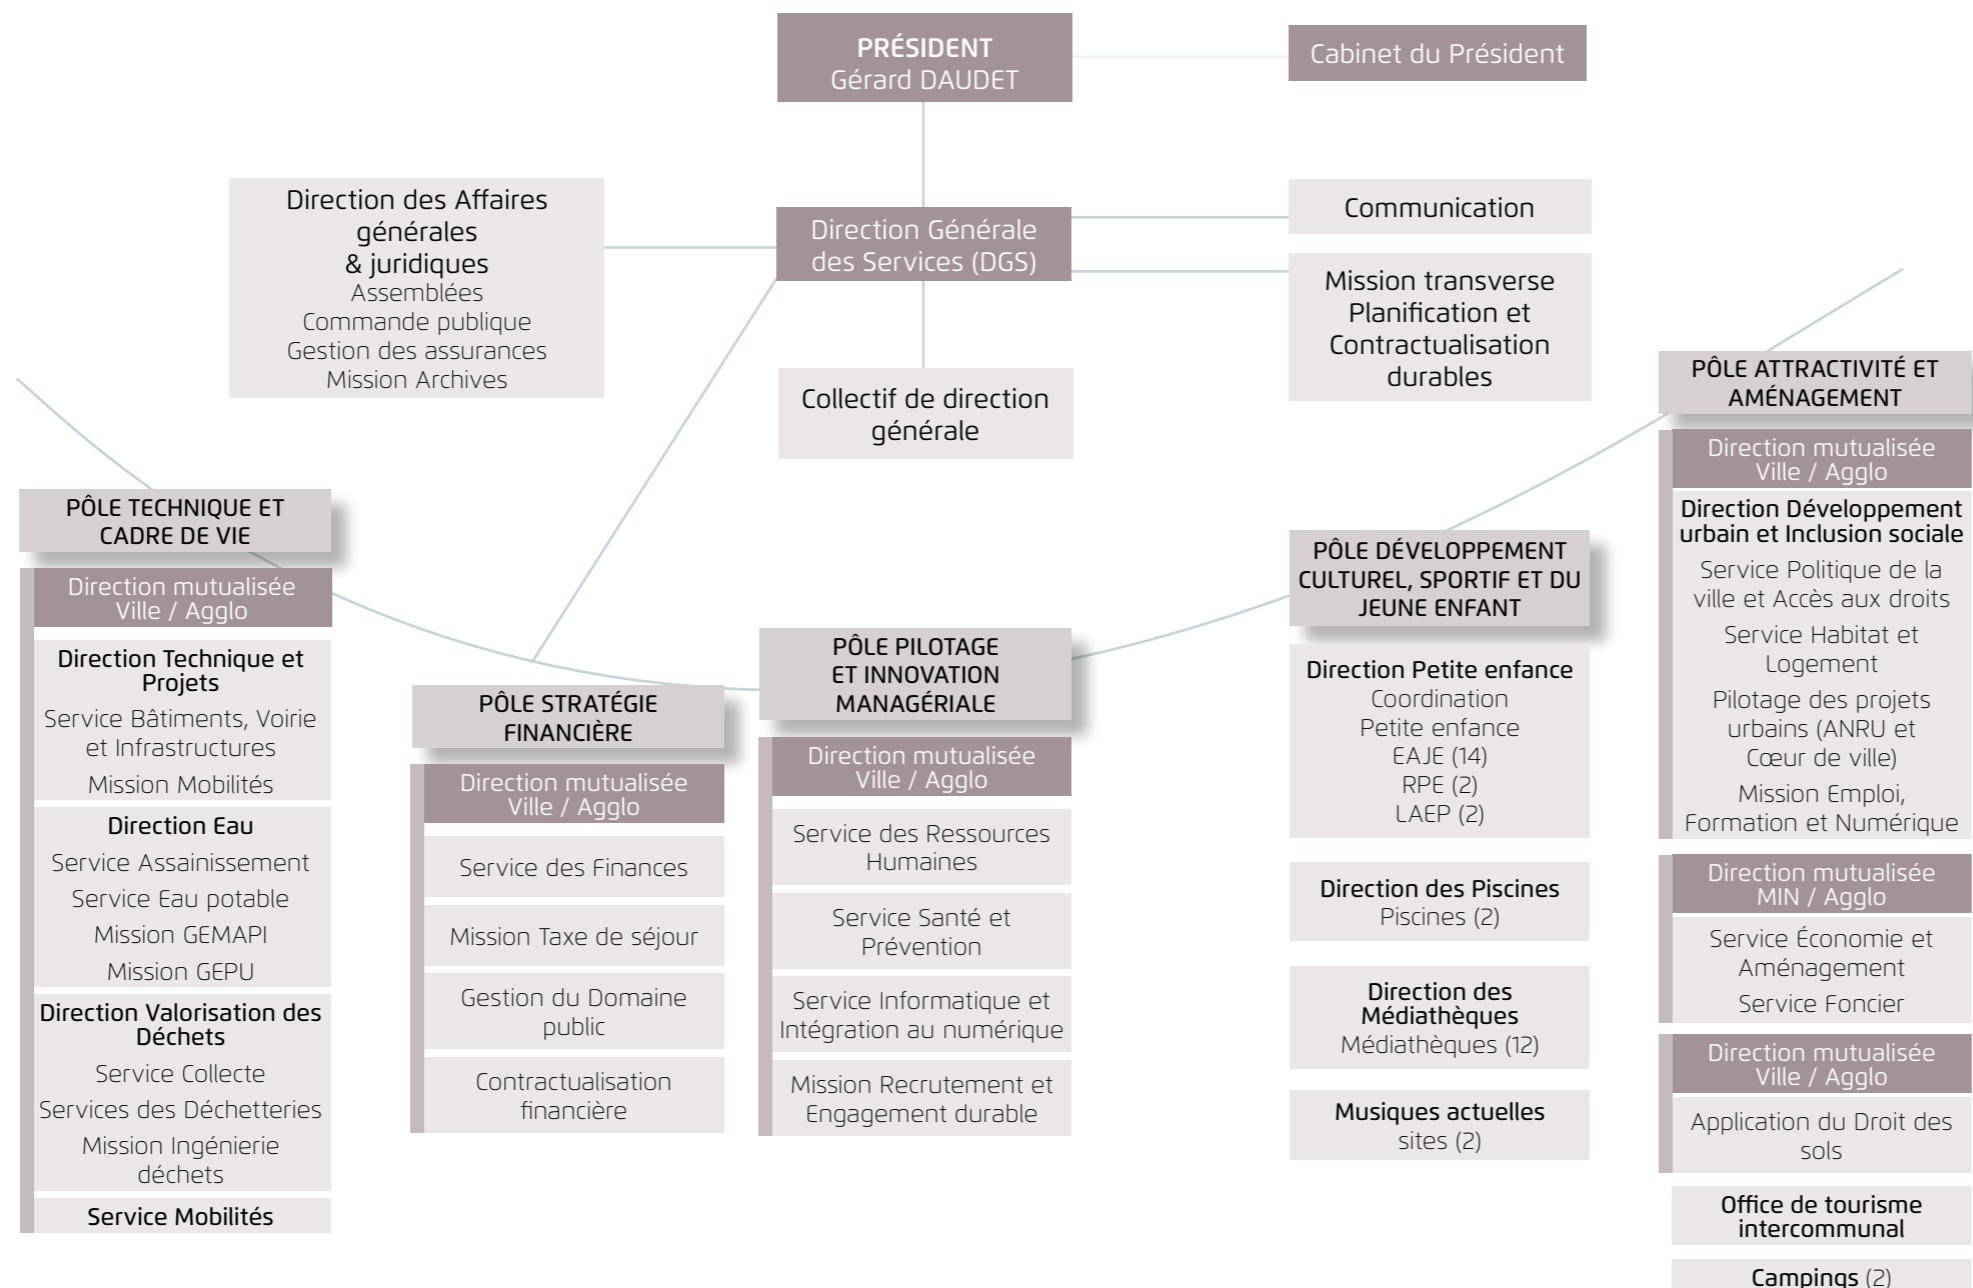 PRÉSIDENT
Gérard DAUDET
Cabinet du Président
Direction des Affaires
générales
& juridiques
Assemblées
Commande publique
Gestion des assurances
Mission Archives
Direction Générale
des Services (DGS)
Communication
Mission transverse
Planification et
Contractualisation
durables
Collectif de direction
générale
PÔLE TECHNIQUE ET
CADRE DE VIE
Direction mutualisée
Ville / Agglo
Direction Technique et
Projets
Service Bâtiments, Voirie
et Infrastructures
Mission Mobilités
Direction Eau
Service Assainissement
Service Eau potable
Mission GEMAPI
Mission GEPU
Direction Valorisation des
Déchets
Service Collecte
Services des Déchetteries
Mission Ingénierie
déchets
Service Mobilités
PÔLE STRATÉGIE
FINANCIÈRE
Direction mutualisée
Ville / Agglo
Service des Finances
Mission Taxe de séjour
Gestion du Domaine
public
Contractualisation
financière
PÔLE PILOTAGE
ET INNOVATION
MANAGÉRIALE
Direction mutualisée
Ville / Agglo
Service des Ressources
Humaines
Service Santé et
Prévention
Service Informatique et
Intégration au numérique
Mission Recrutement et
Engagement durable
PÔLE DÉVELOPPEMENT
CULTUREL, SPORTIF ET DU
JEUNE ENFANT
Direction Petite enfance
Coordination
Petite enfance
EAJE (14)
RPE (2)
LAEP (2)
Direction des Piscines
Piscines (2)
Direction des
Médiathèques
Médiathèques (12)
Musiques actuelles
sites (2)
PÔLE ATTRACTIVITÉ ET
AMÉNAGEMENT
Direction mutualisée
Ville / Agglo
Direction Développement
urbain et Inclusion sociale
Service Politique de la
ville et Accès aux droits
Service Habitat et
Logement
Pilotage des projets
urbains (ANRU et
Cœur de ville)
Mission Emploi,
Formation et Numérique
Direction mutualisée
MIN / Agglo
Service Économie et
Aménagement
Service Foncier
Direction mutualisée
Ville / Agglo
Application du Droit des
sols
Office de tourisme
intercommunal
Campings (2)